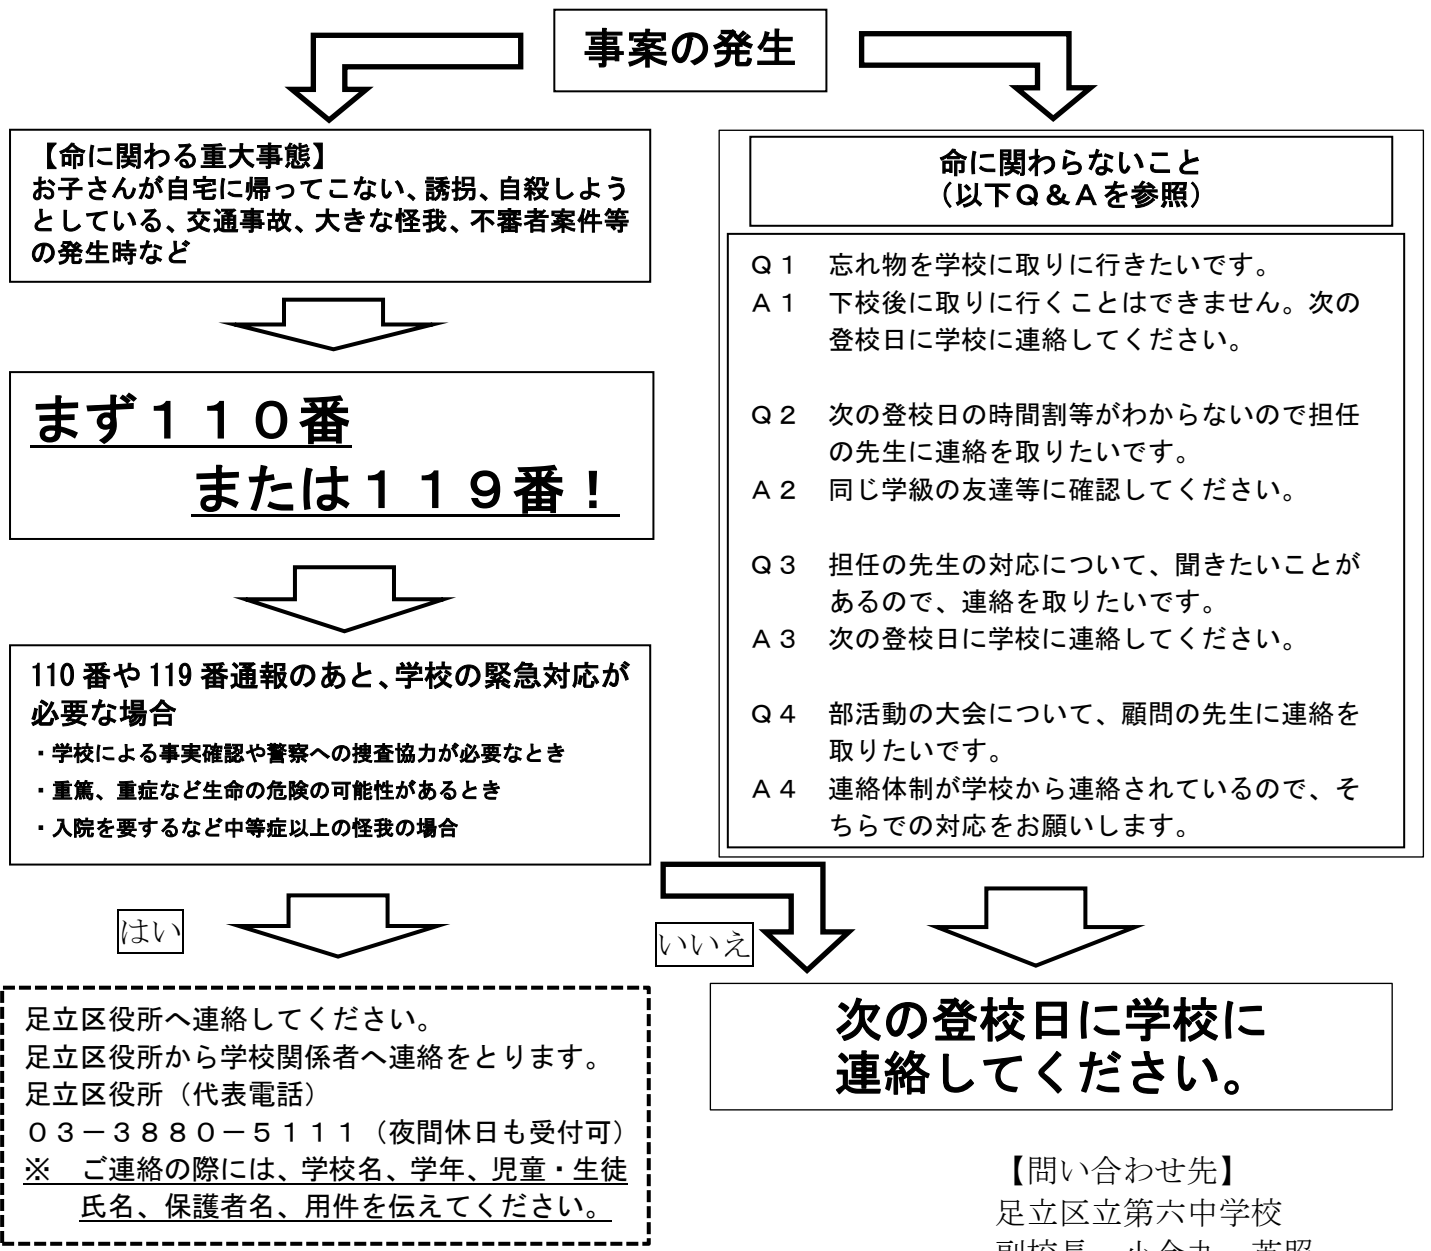 事案の発生
【命に関わる重大事態】
お子さんが自宅に帰ってこない、誘拐、自殺しよう
としている、交通事故、大きな怪我、不審者案件等
の発生時など
まず１１０番
または１１９番！
110番や119番通報のあと、学校の緊急対応が
必要な場合
・学校による事実確認や警察への捜査協力が必要なとき
・重篤、重症など生命の危険の可能性があるとき
・入院を要するなど中等症以上の怪我の場合
はい
いいえ
足立区役所へ連絡してください。
足立区役所から学校関係者へ連絡をとります。
足立区役所（代表電話）
０３－３８８０－５１１１（夜間休日も受付可）
※　ご連絡の際には、学校名、学年、児童・生徒
氏名、保護者名、用件を伝えてください。
命に関わらないこと
（以下Ｑ＆Ａを参照）
Ｑ１　忘れ物を学校に取りに行きたいです。
Ａ１　下校後に取りに行くことはできません。次の
登校日に学校に連絡してください。
Ｑ２　次の登校日の時間割等がわからないので担任
の先生に連絡を取りたいです。
Ａ２　同じ学級の友達等に確認してください。
Ｑ３　担任の先生の対応について、聞きたいことが
あるので、連絡を取りたいです。
Ａ３　次の登校日に学校に連絡してください。
Ｑ４　部活動の大会について、顧問の先生に連絡を
取りたいです。
Ａ４　連絡体制が学校から連絡されているので、そ
ちらでの対応をお願いします。
次の登校日に学校に
連絡してください。
【問い合わせ先】
足立区立第六中学校
副校長